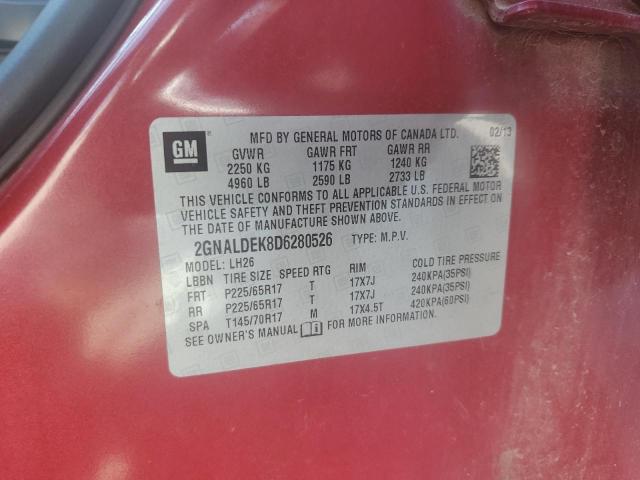 GM
MFD BY GENERAL MOTORS OF CANADA LTD. 02/13
GVWR GAWR FRT GAWR RR
2250 KG 1175 KG 1240 KG
4960 LB 2590 LB 2733 LB
THIS VEHICLE CONFORMS TO ALL APPLICABLE U.S. FEDERAL MOTOR
VEHICLE SAFETY AND THEFT PREVENTION STANDARDS IN EFFECT ON
THE DATE OF MANUFACTURE SHOWN ABOVE.
2GNALDEK8D6280526 TYPE: M.P.V.
MODEL: LH26
LBBN TIRE SIZE SPEED RTG RIM COLD TIRE PRESSURE
FRT P225/65R17 T 17X7J 240KPA(35PSI)
RR P225/65R17 T 17X7J 240KPA(35PSI)
SPA T145/70R17 M 17X4.5T 420KPA(60PSI)
SEE OWNER'S MANUAL FOR MORE INFORMATION.